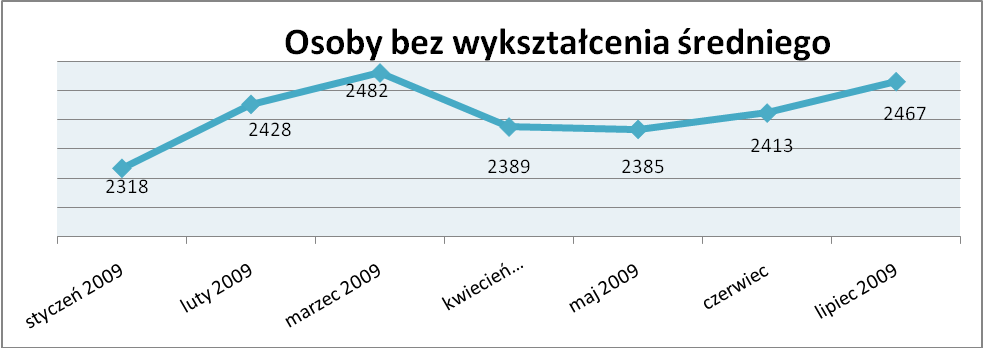 Osoby bez wykształcenia średniego
2318
2428
2482
2389
2385
2413
2467
styczeń 2009
luty 2009
marzec 2009
kwiecień...
maj 2009
czerwiec
lipiec 2009